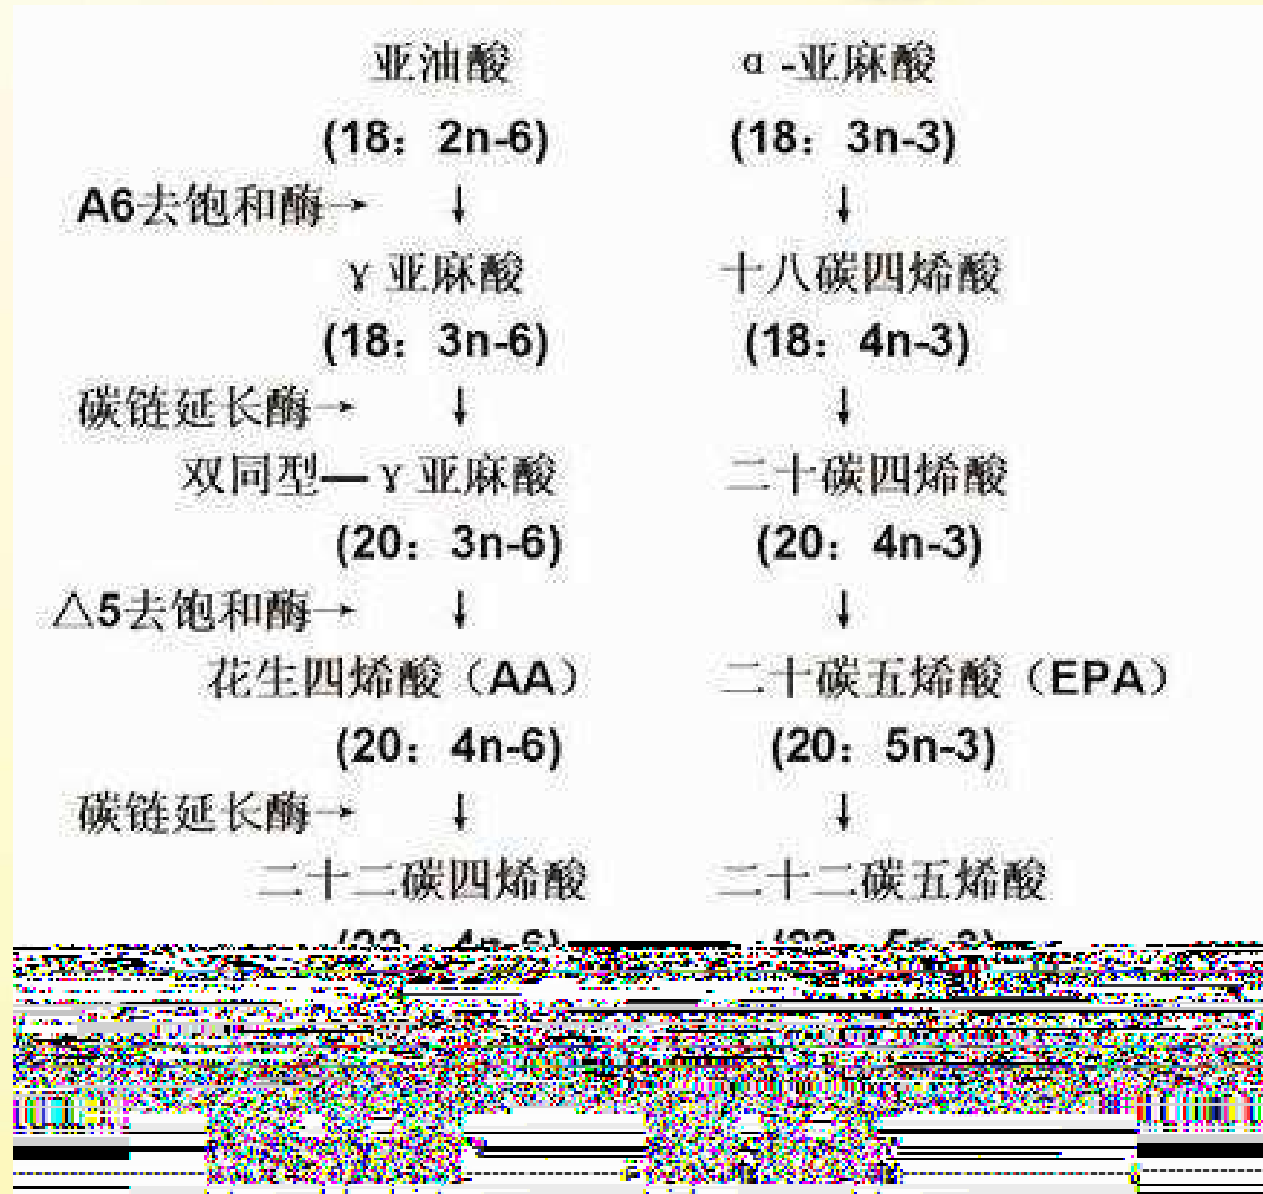 亚油酸 α-亚麻酸
(18：2n-6) (18：3n-3)
A6去饱和酶→ ↓ ↓
γ亚麻酸 十八碳四烯酸
(18：3n-6) (18：4n-3)
碳链延长酶→ ↓ ↓
双同型—γ亚麻酸 二十碳四烯酸
(20：3n-6) (20：4n-3)
△5去饱和酶→ ↓ ↓
花生四烯酸（AA） 二十碳五烯酸（EPA）
(20：4n-6) (20：5n-3)
碳链延长酶→ ↓ ↓
二十二碳四烯酸 二十二碳五烯酸